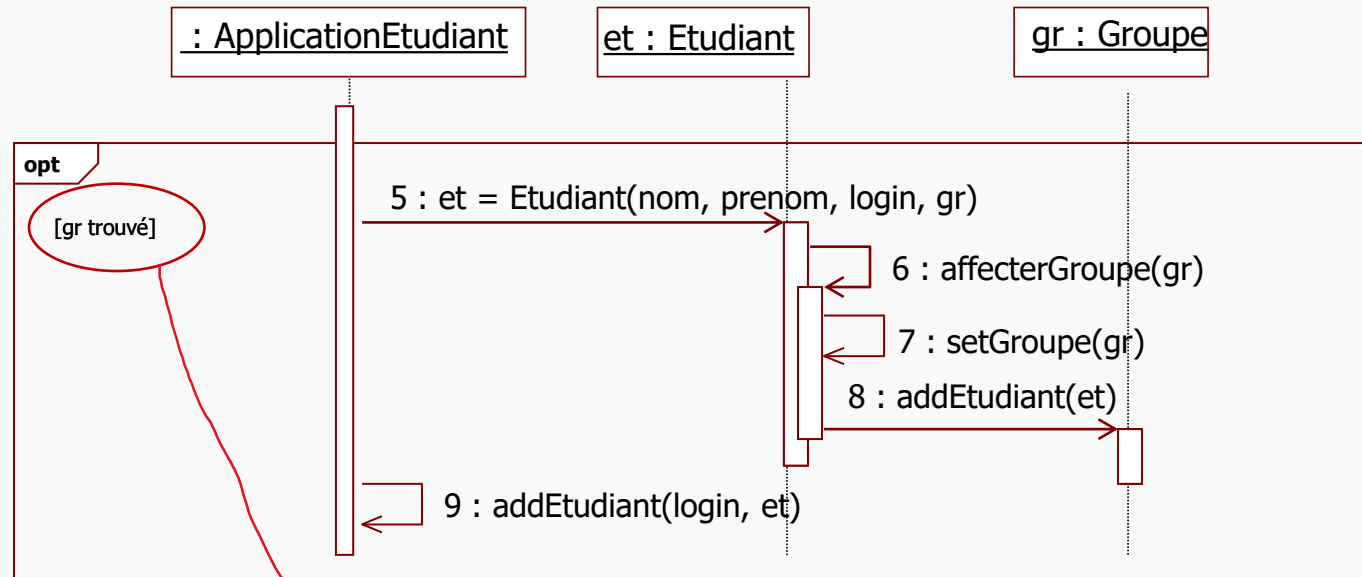 : ApplicationEtudiant
et : Etudiant
gr : Groupe
opt
[gr trouvé]
5 : et = Etudiant(nom, prenom, login, gr)
6 : affecterGroupe(gr)
7 : setGroupe(gr)
8 : addEtudiant(et)
9 : addEtudiant(login, et)